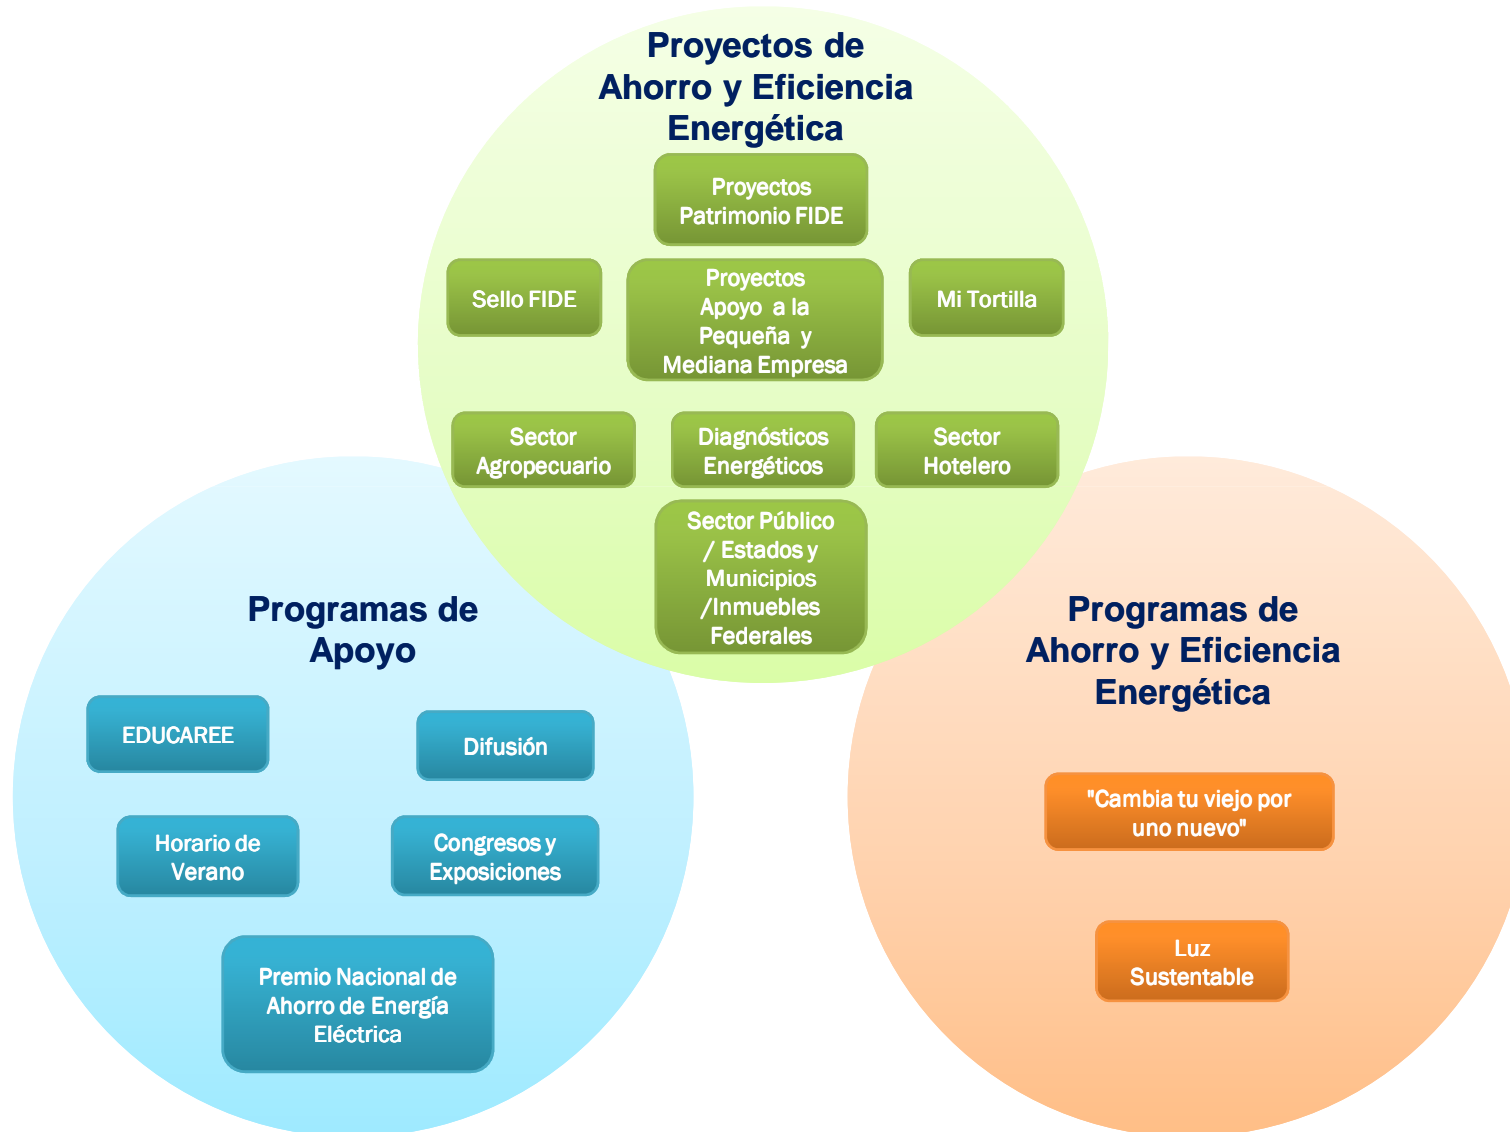 Proyectos de
Ahorro y Eficiencia
Energética
Proyectos
Patrimonio FIDE
Sello FIDE
Proyectos
Apoyo a la
Pequeña y
Mediana Empresa
Mi Tortilla
Sector
Agropecuario
Diagnósticos
Energéticos
Sector
Hotelero
Sector Público
/ Estados y
Municipios
/Inmuebles
Federales
Programas de
Apoyo
EDUCAREE
Difusión
Horario de
Verano
Congresos y
Exposiciones
Premio Nacional de
Ahorro de Energía
Eléctrica
Programas de
Ahorro y Eficiencia
Energética
"Cambia tu viejo por
uno nuevo"
Luz
Sustentable